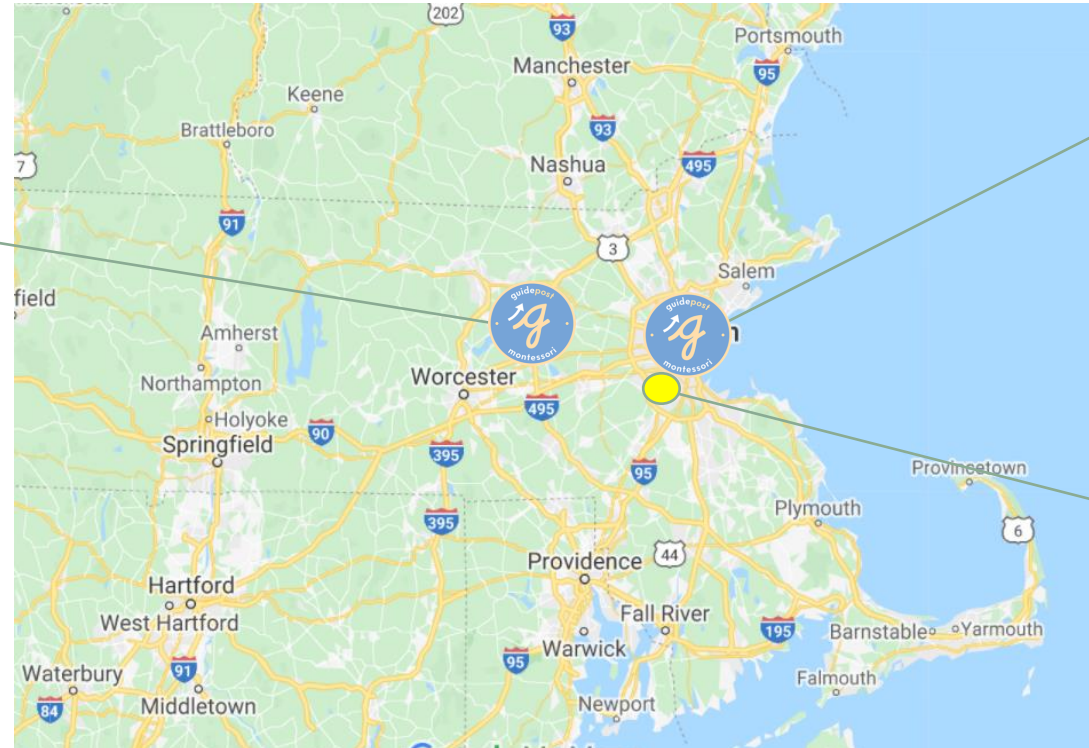 202
93
Portsmouth
Manchester
95
Keene
Brattleboro
93
7
Nashua
495
91
3
Salem
field
guidepost
montessori
guidepost
montessori
n
Amherst
Northampton
Worcester
Holyoke
90
495
Springfield
395
95
Provincetown
395
Plymouth
6
44
Providence
Hartford
Fall River
West Hartford
195
Barnstable
Yarmouth
Warwick
95
91
Waterbury
Falmouth
84
Middletown
Newport